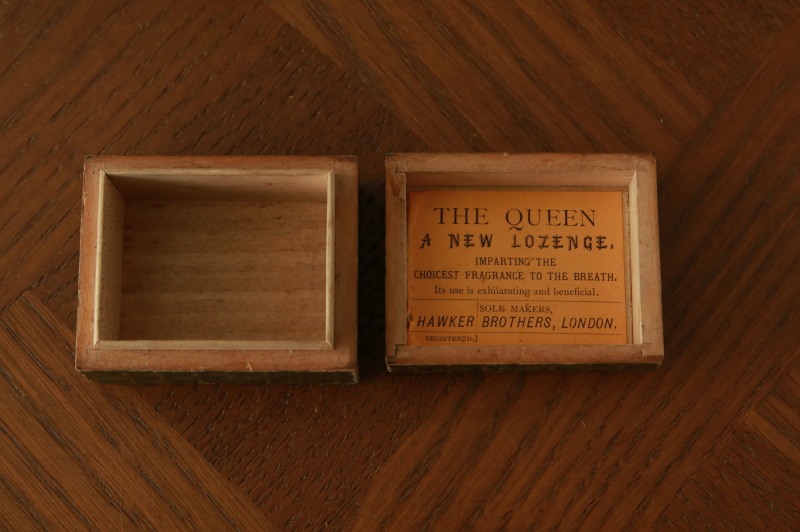 THE QUEEN
A NEW LOZENGE,
IMPARTING THE
CHOICEST FRAGRANCE TO THE BREATH.
Its use is exhilarating and beneficial.
SOLE MAKERS,
HAWKER BROTHERS, LONDON.
REGISTERED.]